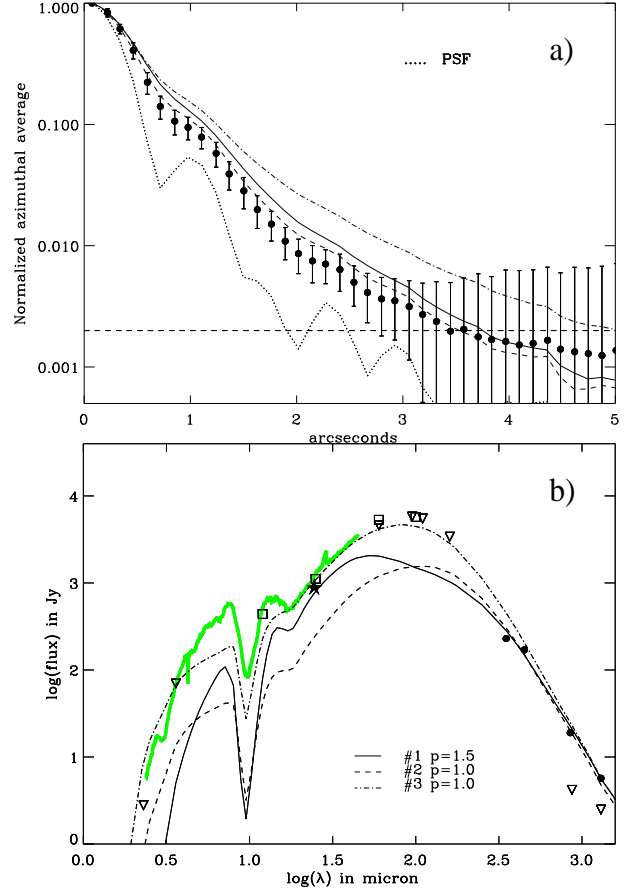 1.000
0.100
0.010
0.001
Normalized azimuthal average
PSF
a)
0 1 2 3 4 5
arcseconds
4
3
2
1
0
log(flux) in Jy
b)
#1 p=1.5
#2 p=1.0
#3 p=1.0
0.0 0.5 1.0 1.5 2.0 2.5 3.0
log(λ) in micron